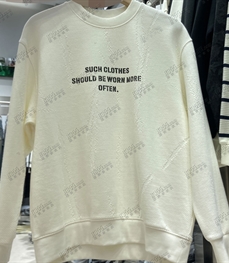 SUCH CLOTHES
SHOULD BE WORN MORE
OFTEN.